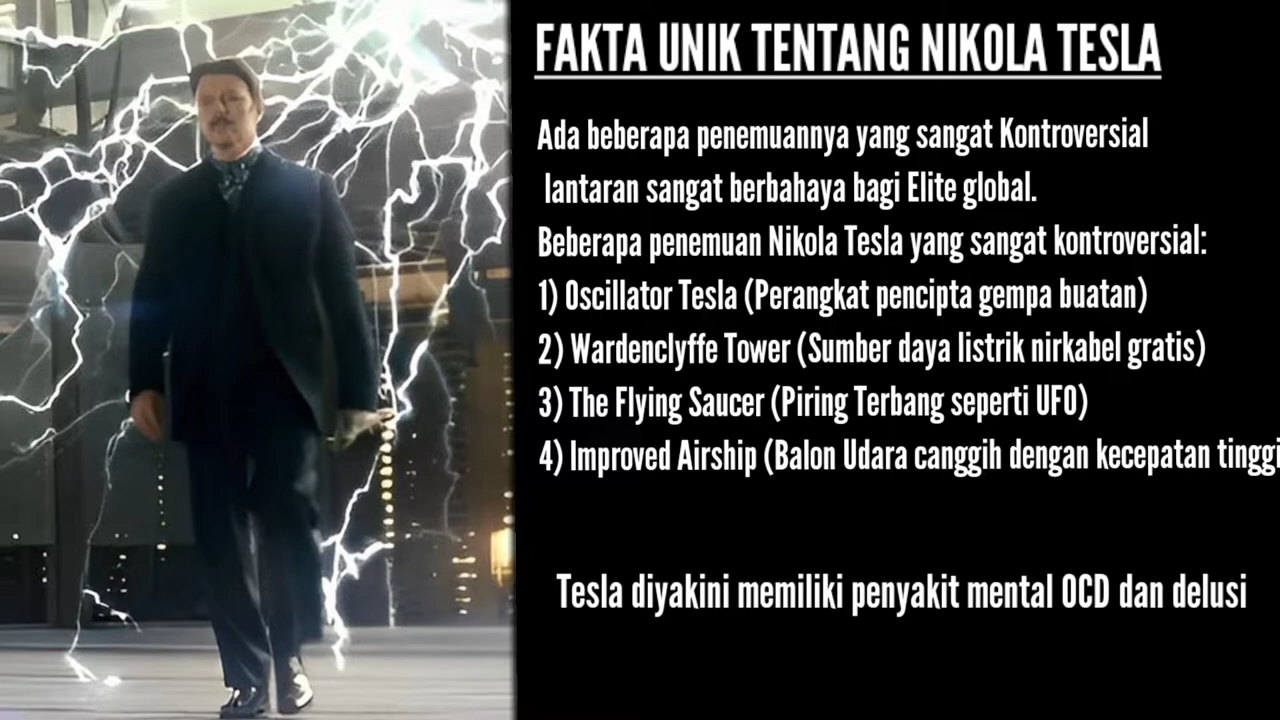 FAKTA UNIK TENTANG NIKOLA TESLA
Ada beberapa penemuannya yang sangat Kontroversial
lantaran sangat berbahaya bagi Elite global.
Beberapa penemuan Nikola Tesla yang sangat kontroversial:
1) Oscillator Tesla (Perangkat pencipta gempa buatan)
2) Wardenclyffe Tower (Sumber daya listrik nirkabel gratis)
3) The Flying Saucer (Piring Terbang seperti UFO)
4) Improved Airship (Balon Udara canggih dengan kecepatan tinggi
Tesla diyakini memiliki penyakit mental OCD dan delusi